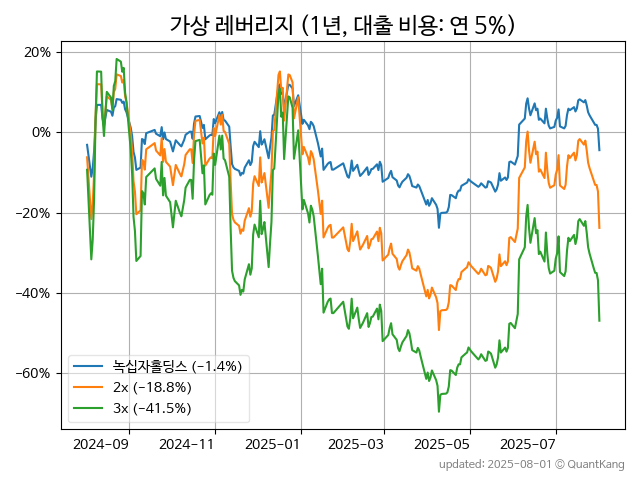 가상 레버리지 (1년, 대출 비용: 연 5%)
20%
0%
−20%
−40%
−60%
녹십자홀딩스 (−1.4%)
2x (−18.8%)
3x (−41.5%)
2024-09 2024-11 2025-01 2025-03 2025-05 2025-07
updated: 2025-08-01 © QuantKang